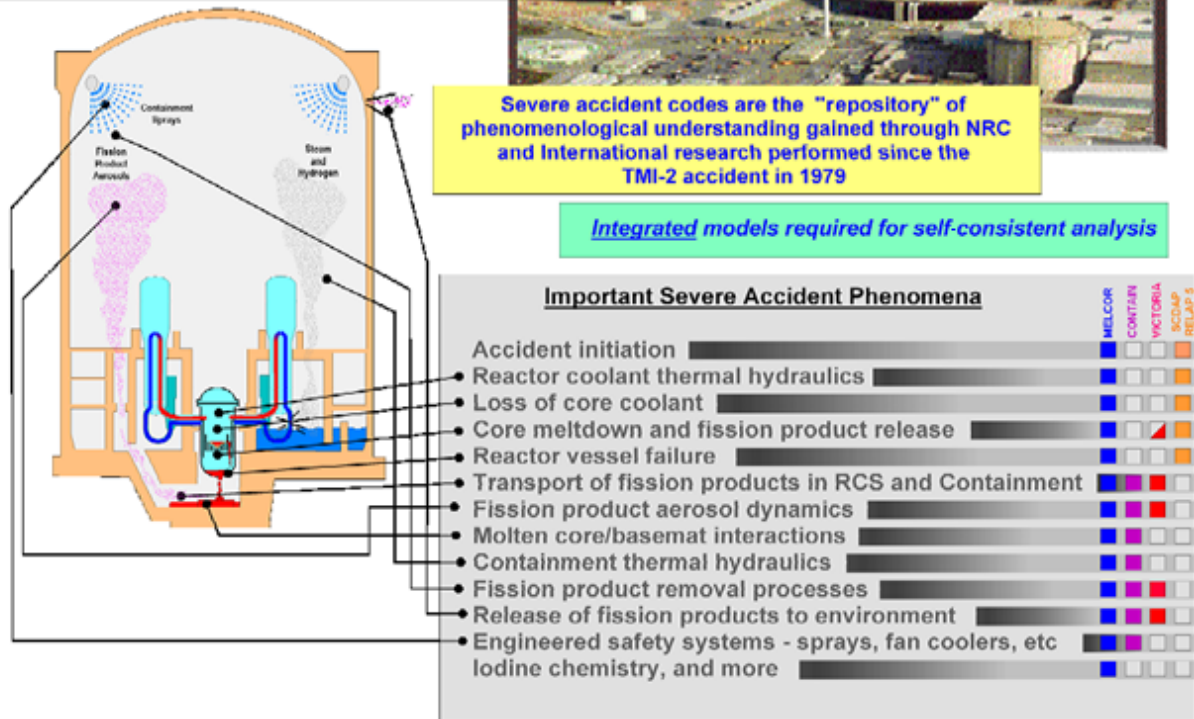 Containment
Sprays
Fission
Product
Aerosols
Steam
and
Hydrogen
Severe accident codes are the "repository" of
phenomenological understanding gained through NRC
and International research performed since the
TMI-2 accident in 1979
Integrated models required for self-consistent analysis
Important Severe Accident Phenomena
MELCOR
CONTAIN
VICTORIA
SCDAP
RELAP 5
Accident initiation
Reactor coolant thermal hydraulics
Loss of core coolant
Core meltdown and fission product release
Reactor vessel failure
Transport of fission products in RCS and Containment
Fission product aerosol dynamics
Molten core/basemat interactions
Containment thermal hydraulics
Fission product removal processes
Release of fission products to environment
Engineered safety systems - sprays, fan coolers, etc
Iodine chemistry, and more